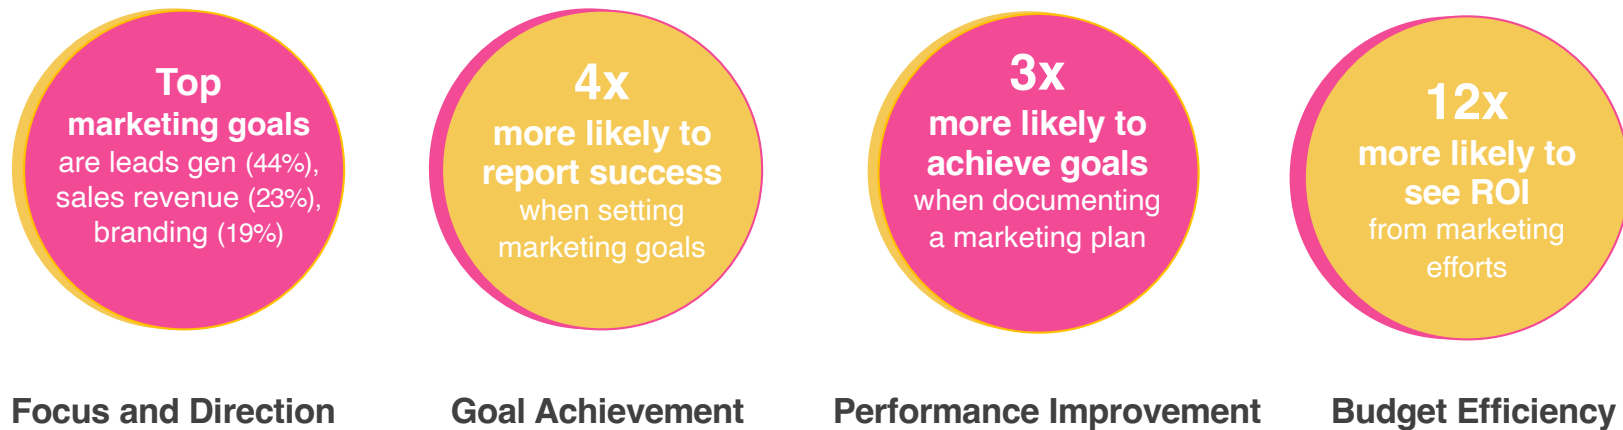 Top
marketing goals
are leads gen (44%),
sales revenue (23%),
branding (19%)
4x
more likely to
report success
when setting
marketing goals
3x
more likely to
achieve goals
when documenting
a marketing plan
12x
more likely to
see ROI
from marketing
efforts
Focus and Direction
Goal Achievement
Performance Improvement
Budget Efficiency